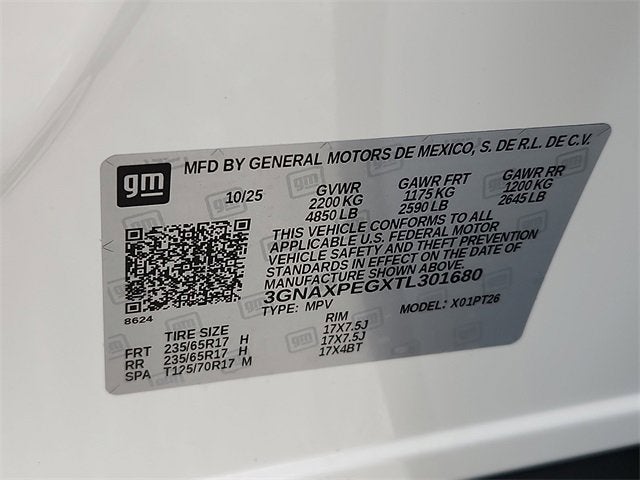 gm
MFD BY GENERAL MOTORS DE MEXICO, S. DE R.L. DE C.V.
10/25 GVWR GAWR FRT GAWR RR
2200 KG 1175 KG 1200 KG
4850 LB 2590 LB 2645 LB
THIS VEHICLE CONFORMS TO ALL
APPLICABLE U.S. FEDERAL MOTOR
VEHICLE SAFETY AND THEFT PREVENTION
STANDARDS IN EFFECT ON THE DATE OF
MANUFACTURE SHOWN ABOVE.
3GNAXPEGXTL301680
TYPE: MPV MODEL: X01PT26
8624
TIRE SIZE RIM
FRT 235/65R17 H 17X7.5J
RR 235/65R17 H 17X7.5J
SPA T125/70R17 M 17X4BT